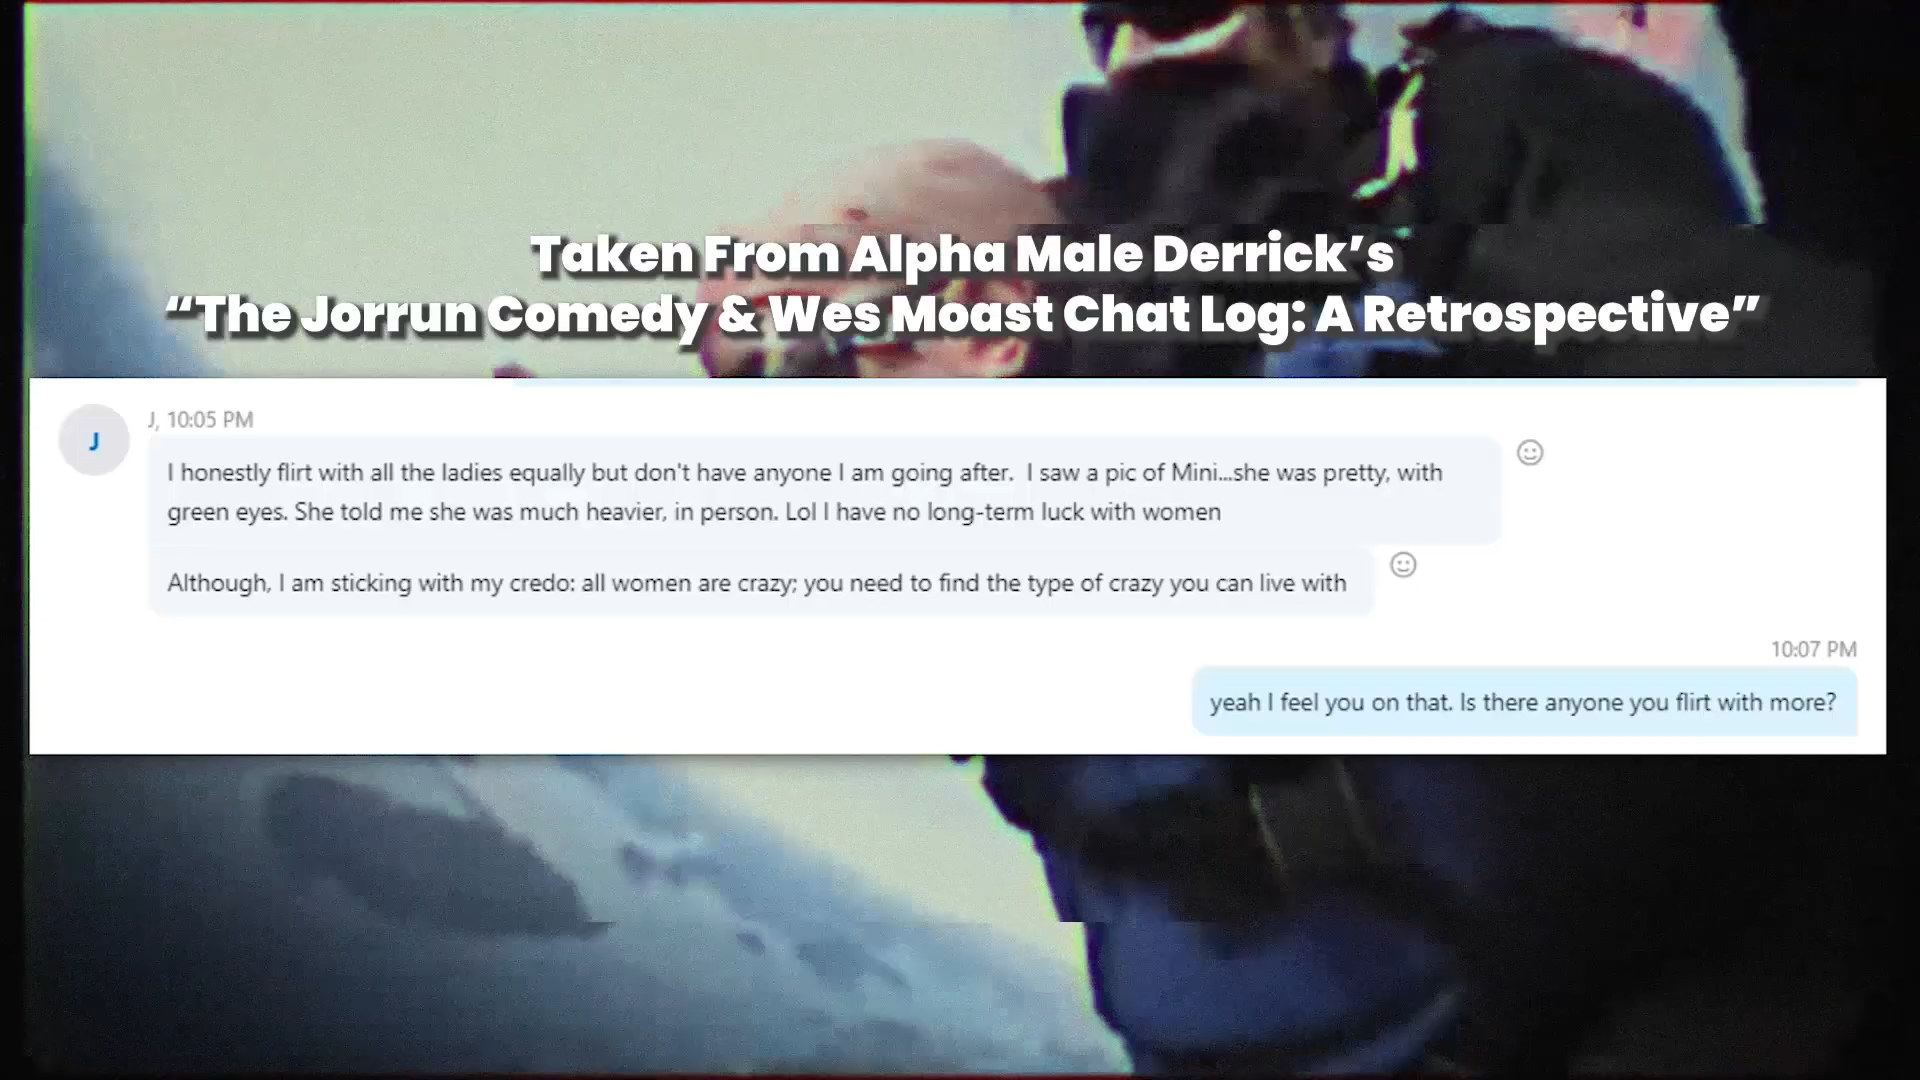 Taken From Alpha Male Derrick’s
“The Jorrun Comedy & Wes Moast Chat Log: A Retrospective”
J
J, 10:05 PM
I honestly flirt with all the ladies equally but don't have anyone I am going after.  I saw a pic of Mini...she was pretty, with
green eyes. She told me she was much heavier, in person. Lol I have no long-term luck with women
Although, I am sticking with my credo: all women are crazy; you need to find the type of crazy you can live with
10:07 PM
yeah I feel you on that. Is there anyone you flirt with more?